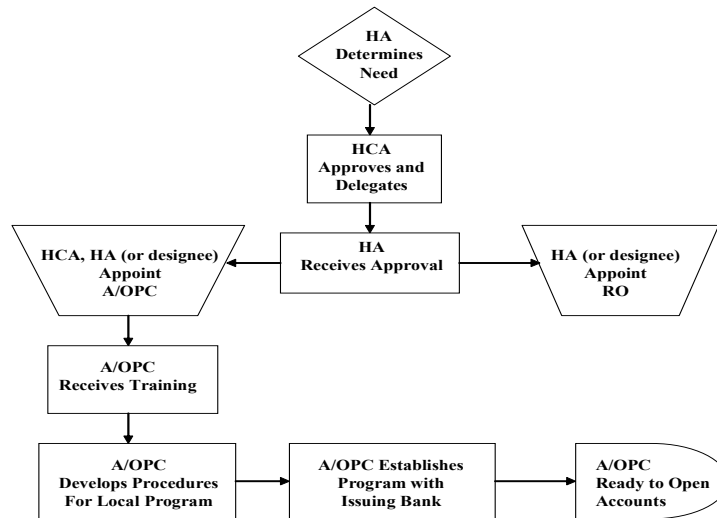 HA
Determines
Need
HCA
Approves and
Delegates
HCA, HA (or designee)
Appoint
A/OPC
HA
Receives Approval
HA (or designee)
Appoint
RO
A/OPC
Receives Training
A/OPC
Develops Procedures
For Local Program
A/OPC Establishes
Program with
Issuing Bank
A/OPC
Ready to Open
Accounts